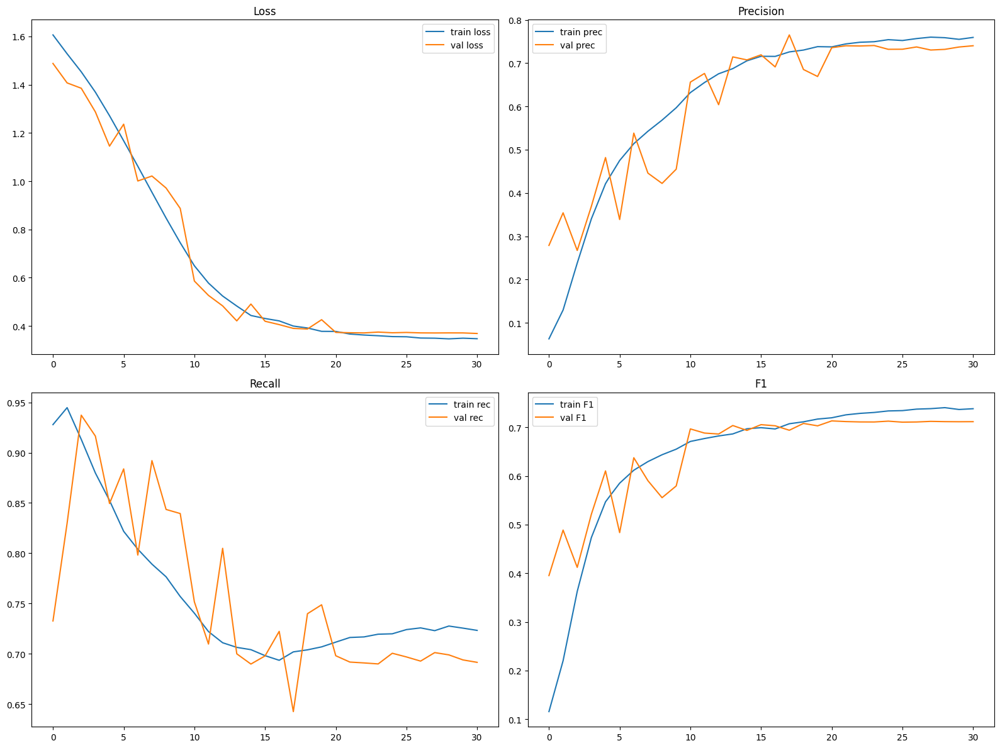 Loss
train loss
val loss
1.6
1.4
1.2
1.0
0.8
0.6
0.4
0 5 10 15 20 25 30
Precision
train prec
val prec
0.8
0.7
0.6
0.5
0.4
0.3
0.2
0.1
0 5 10 15 20 25 30
Recall
train rec
val rec
0.95
0.90
0.85
0.80
0.75
0.70
0.65
0 5 10 15 20 25 30
F1
train F1
val F1
0.7
0.6
0.5
0.4
0.3
0.2
0.1
0 5 10 15 20 25 30